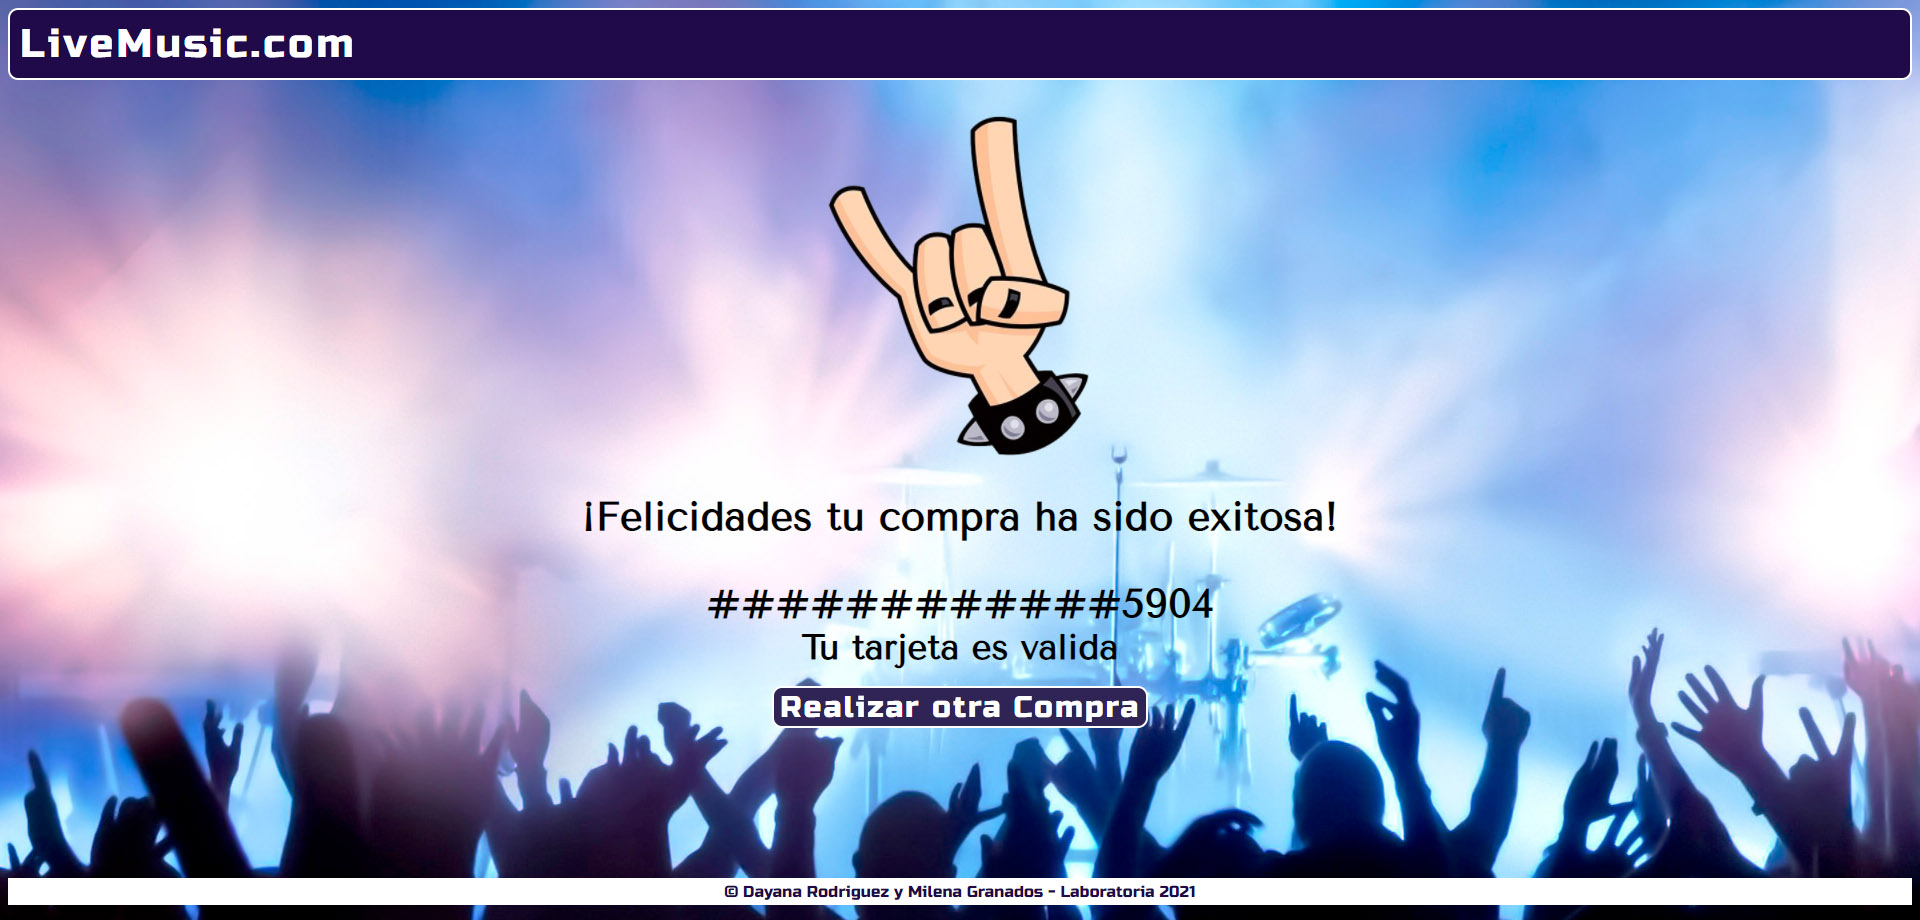 LiveMusic.com
¡Felicidades tu compra ha sido exitosa!
############5904
Tu tarjeta es valida
Realizar otra Compra
© Dayana Rodriguez y Milena Granados - Laboratoria 2021